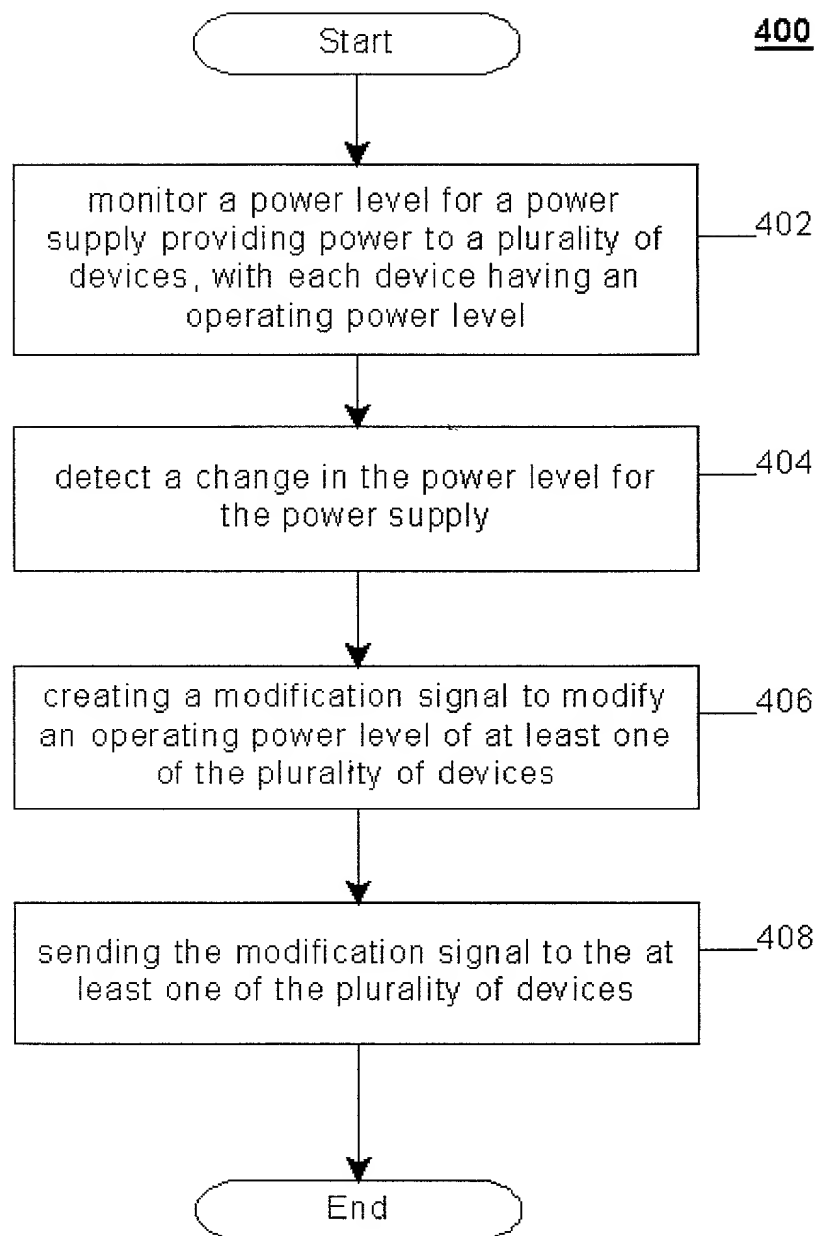 Start
400
monitor a power level for a power
supply providing power to a plurality of
devices, with each device having an
operating power level
402
detect a change in the power level for
the power supply
404
creating a modification signal to modify
an operating power level of at least one
of the plurality of devices
406
sending the modification signal to the at
least one of the plurality of devices
408
End